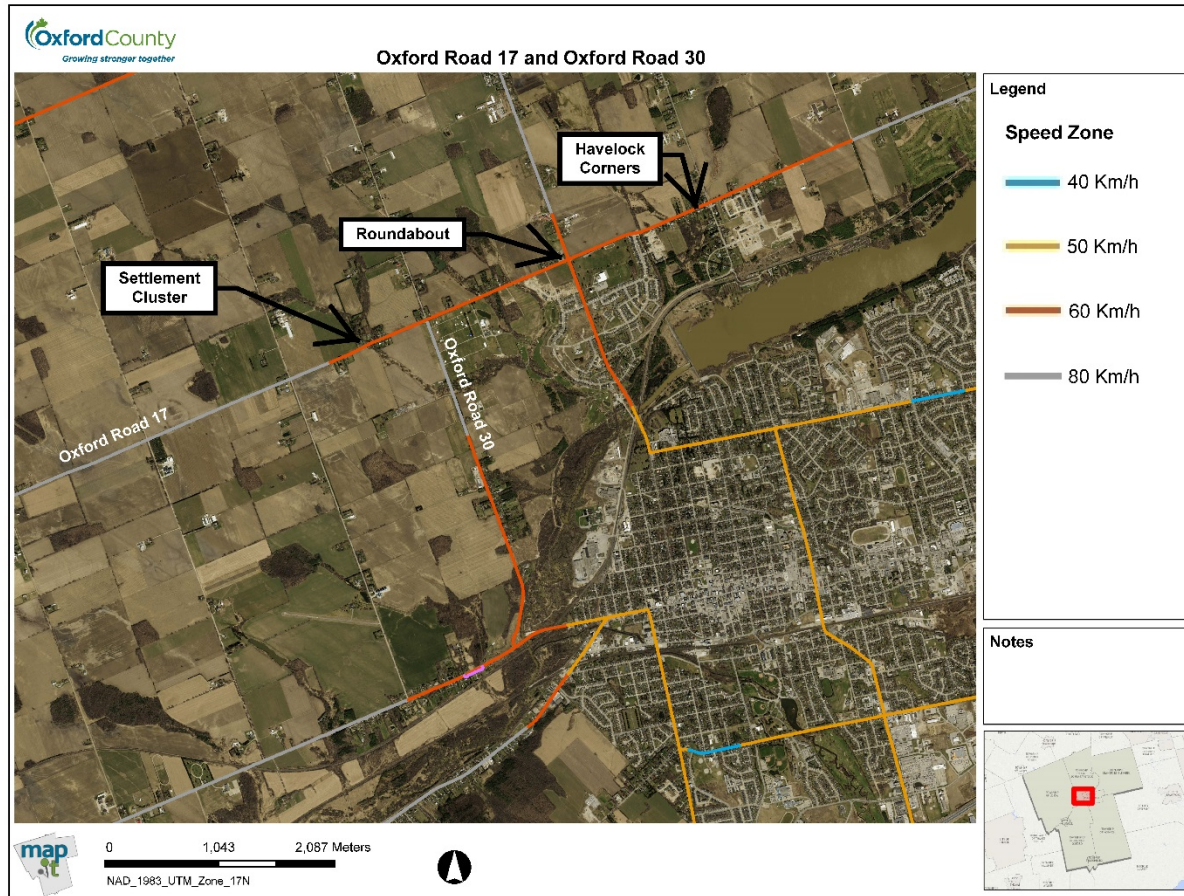 OxfordCounty
Growing stronger together
Oxford Road 17 and Oxford Road 30
Havelock
Corners
Roundabout
Settlement
Cluster
Oxford Road 17
Oxford Road 30
Legend
Speed Zone
40 Km/h
50 Km/h
60 Km/h
80 Km/h
Notes
map it
0 1,043 2,087 Meters
NAD_1983_UTM_Zone_17N